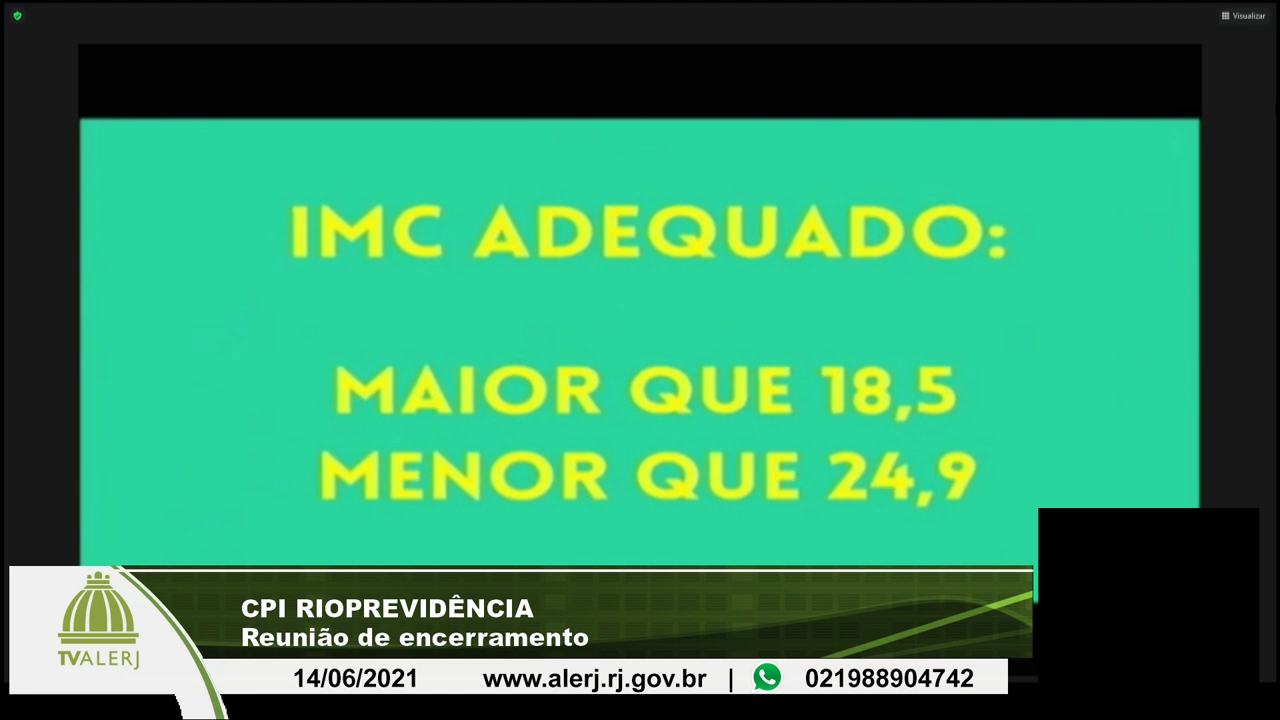 Visualizar
IMC ADEQUADO:
MAIOR QUE 18,5
MENOR QUE 24,9
CPI RIOPREVIDÊNCIA
Reunião de encerramento
TVALERJ
14/06/2021 www.alerj.rj.gov.br | 021988904742